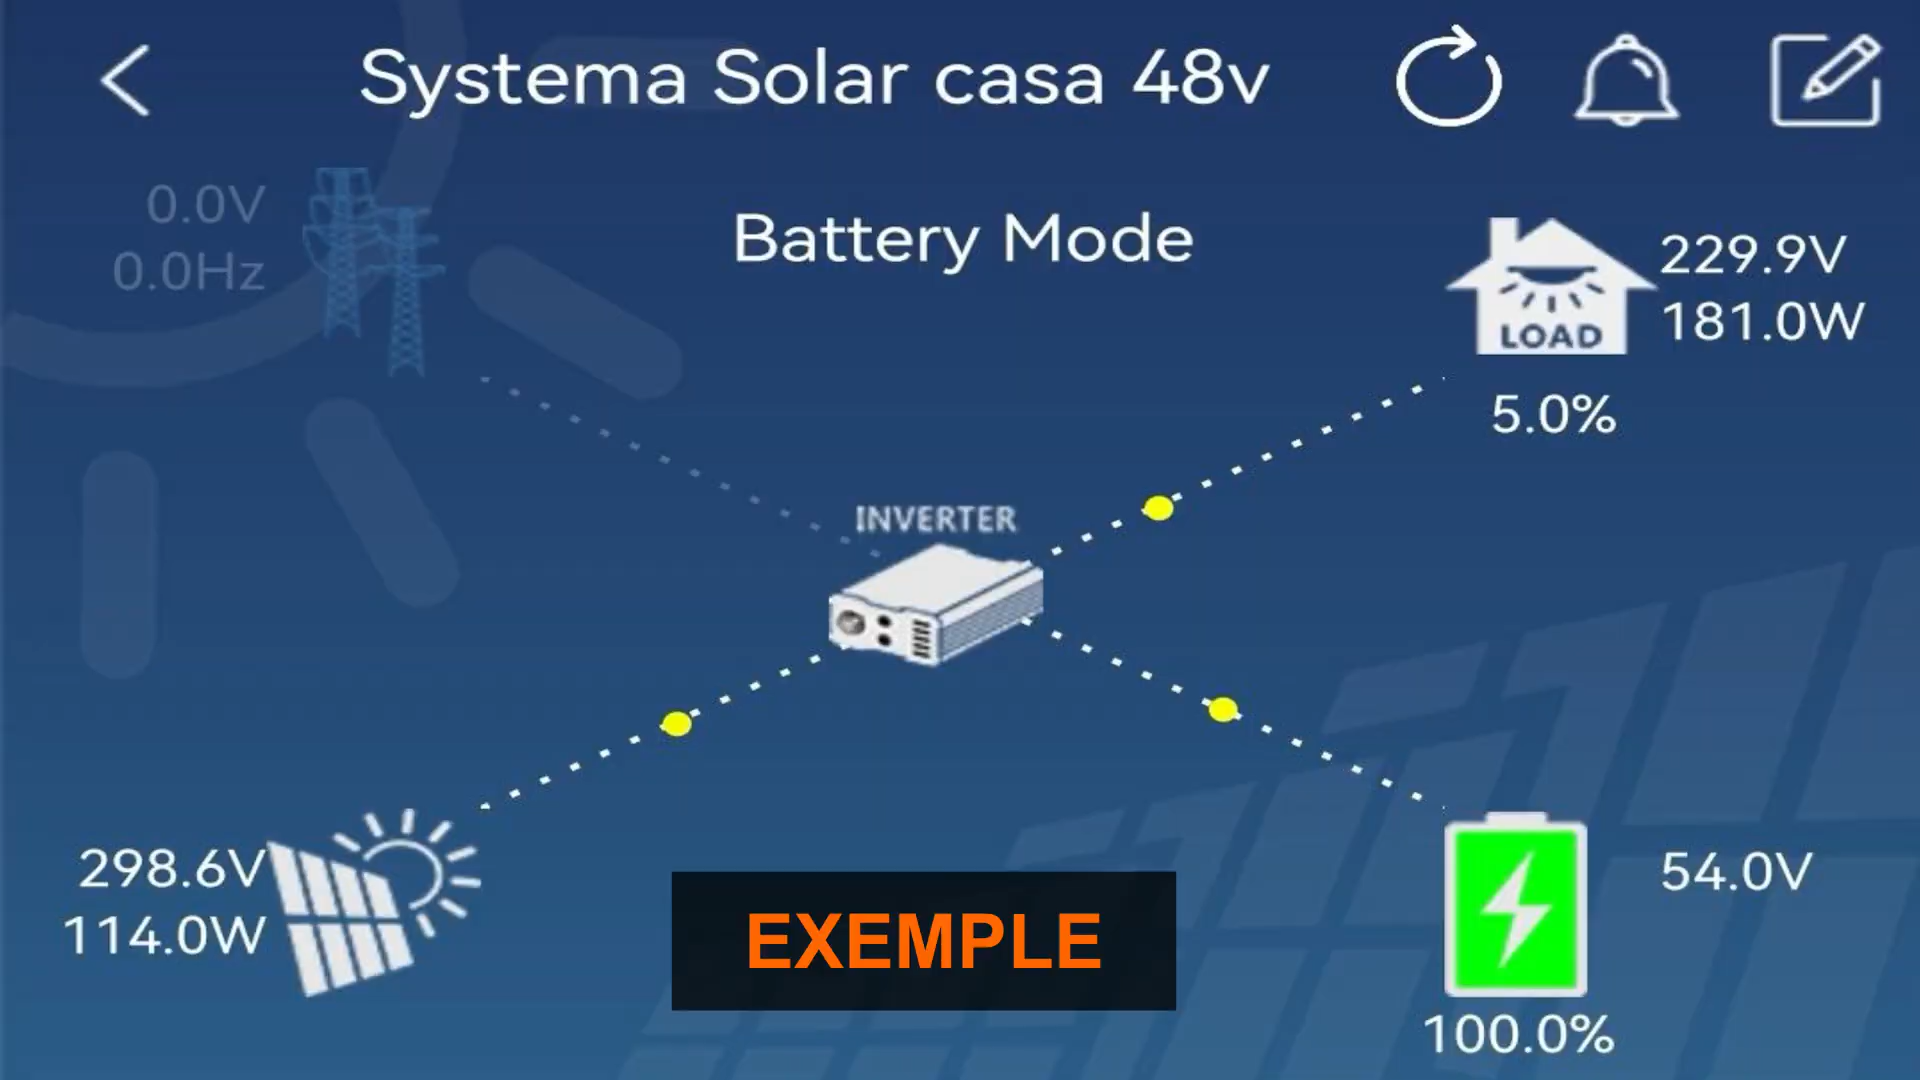 Systema Solar casa 48v
0.0V
0.0Hz
Battery Mode
229.9V
181.0W
LOAD
5.0%
INVERTER
298.6V
114.0W
54.0V
EXEMPLE
100.0%